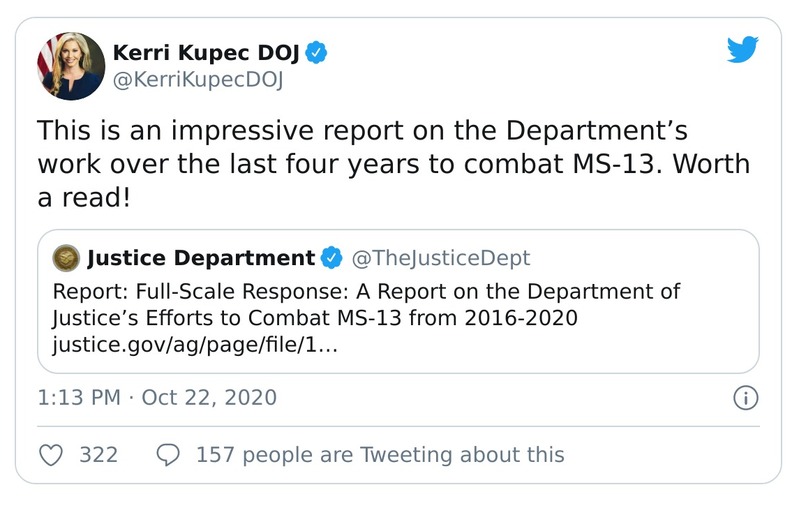 Kerri Kupec DOJ
@KerriKupecDOJ
This is an impressive report on the Department’s
work over the last four years to combat MS-13. Worth
a read!
Justice Department @TheJusticeDept
Report: Full-Scale Response: A Report on the Department of
Justice’s Efforts to Combat MS-13 from 2016-2020
justice.gov/ag/page/file/1…
1:13 PM · Oct 22, 2020
322 157 people are Tweeting about this